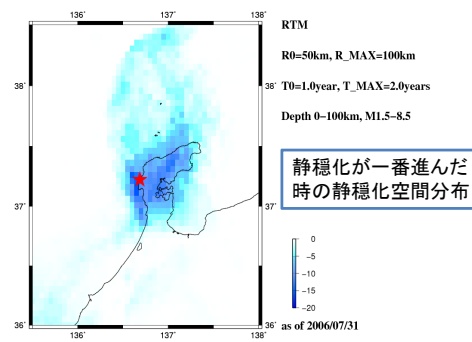 136° 137° 138°
RTM
38° 38°
R0=50km, R_MAX=100km
T0=1.0year, T_MAX=2.0years
Depth 0-100km, M1.5-8.5
静穏化が一番進んだ
時の静穏化空間分布
37° 37°
0
-5
-10
-15
-20
36° 36°
as of 2006/07/31
136° 137° 138°